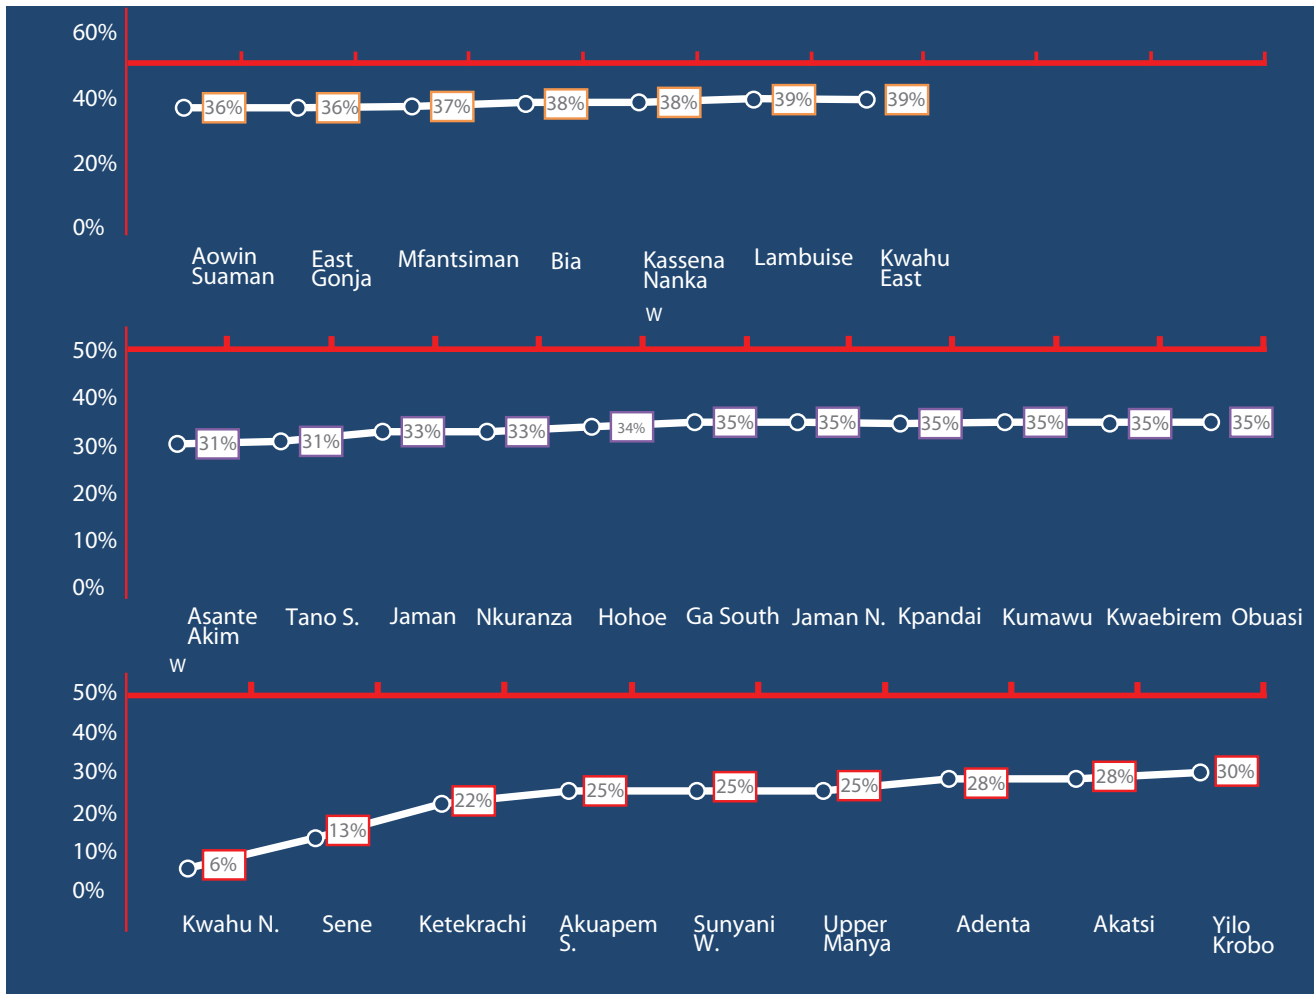 60%
40%
20%
0%
36%
36%
37%
38%
38%
39%
39%
Aowin
Suaman
East
Gonja
Mfantsiman
Bia
Kassena
Nanka
W
Lambuise
Kwahu
East
50%
40%
30%
20%
10%
0%
31%
31%
33%
33%
34%
35%
35%
35%
35%
35%
35%
Asante
Akim
W
Tano S.
Jaman
Nkuranza
Hohoe
Ga South
Jaman N.
Kpandai
Kumawu
Kwaebirem
Obuasi
50%
40%
30%
20%
10%
0%
6%
13%
22%
25%
25%
25%
28%
28%
30%
Kwahu N.
Sene
Ketekrachi
Akuapem
S.
Sunyani
W.
Upper
Manya
Adenta
Akatsi
Yilo
Krobo